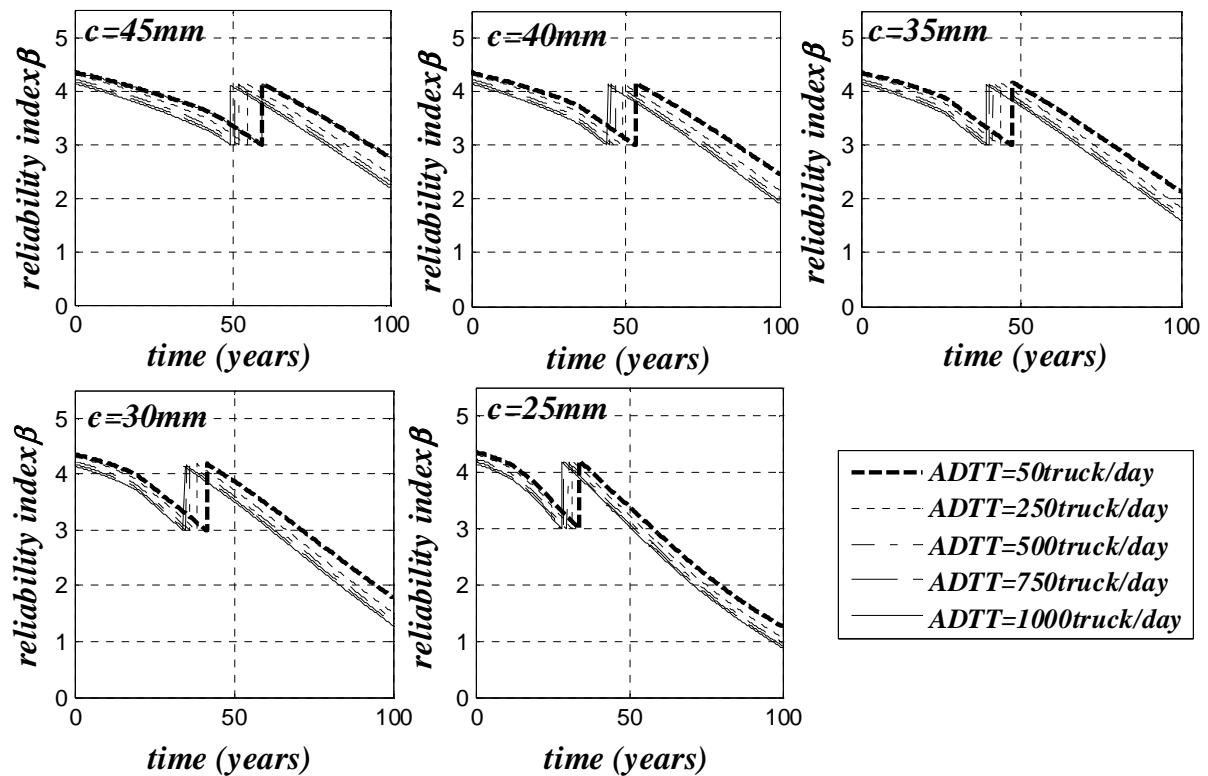 c=45mm
reliability index β
5
4
3
2
1
0
0 50 100
time (years)
c=40mm
reliability index β
5
4
3
2
1
0
0 50 100
time (years)
c=35mm
reliability index β
5
4
3
2
1
0
0 50 100
time (years)
c=30mm
reliability index β
5
4
3
2
1
0
0 50 100
time (years)
c=25mm
reliability index β
5
4
3
2
1
0
0 50 100
time (years)
ADTT=50truck/day
ADTT=250truck/day
ADTT=500truck/day
ADTT=750truck/day
ADTT=1000truck/day